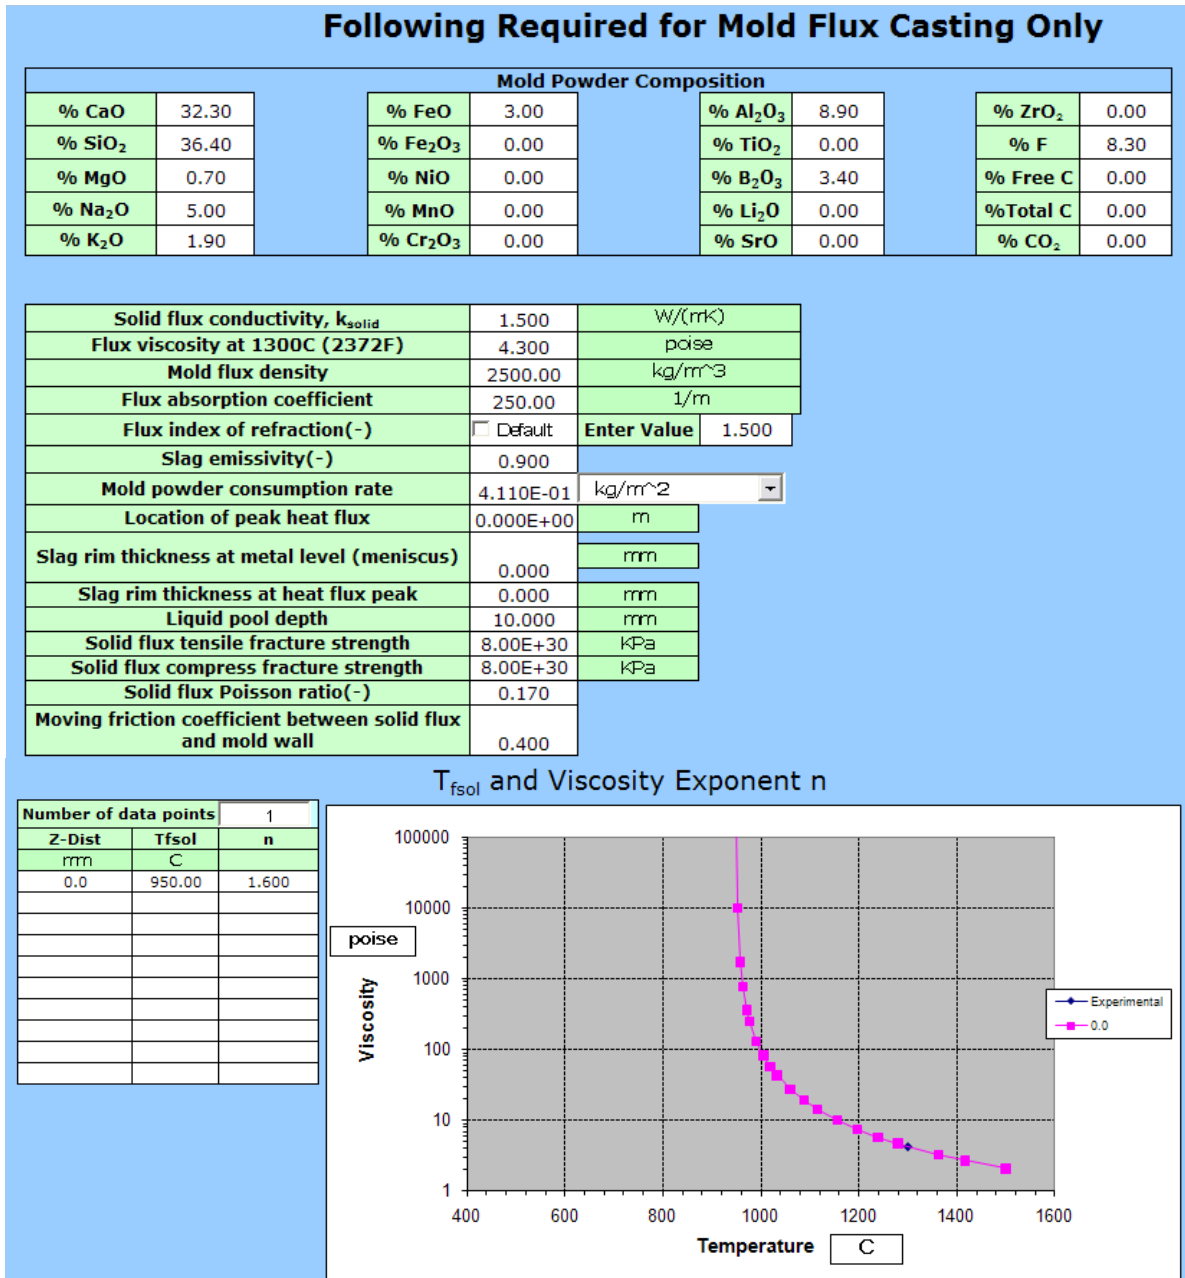 Following Required for Mold Flux Casting Only
Mold Powder Composition
% CaO 32.30 % FeO 3.00 % Al₂O₃ 8.90 % ZrO₂ 0.00
% SiO₂ 36.40 % Fe₂O₃ 0.00 % TiO₂ 0.00 % F 8.30
% MgO 0.70 % NiO 0.00 % B₂O₃ 3.40 % Free C 0.00
% Na₂O 5.00 % MnO 0.00 % Li₂O 0.00 %Total C 0.00
% K₂O 1.90 % Cr₂O₃ 0.00 % SrO 0.00 % CO₂ 0.00
Solid flux conductivity, ksolid 1.500 W/(mK)
Flux viscosity at 1300C (2372F) 4.300 poise
Mold flux density 2500.00 kg/m^3
Flux absorption coefficient 250.00 1/m
Flux index of refraction(-) Default Enter Value 1.500
Slag emissivity(-) 0.900
Mold powder consumption rate 4.110E-01 kg/m^2
Location of peak heat flux 0.000E+00 m
Slag rim thickness at metal level (meniscus) 0.000 mm
Slag rim thickness at heat flux peak 0.000 mm
Liquid pool depth 10.000 mm
Solid flux tensile fracture strength 8.00E+30 KPa
Solid flux compress fracture strength 8.00E+30 KPa
Solid flux Poisson ratio(-) 0.170
Moving friction coefficient between solid flux
and mold wall 0.400
Tfsol and Viscosity Exponent n
Number of data points 1
Z-Dist Tfsol n
mm C
0.0 950.00 1.600
100000
10000
poise
1000
Viscosity
Experimental
0.0
100
10
1
400 600 800 1000 1200 1400 1600
Temperature C